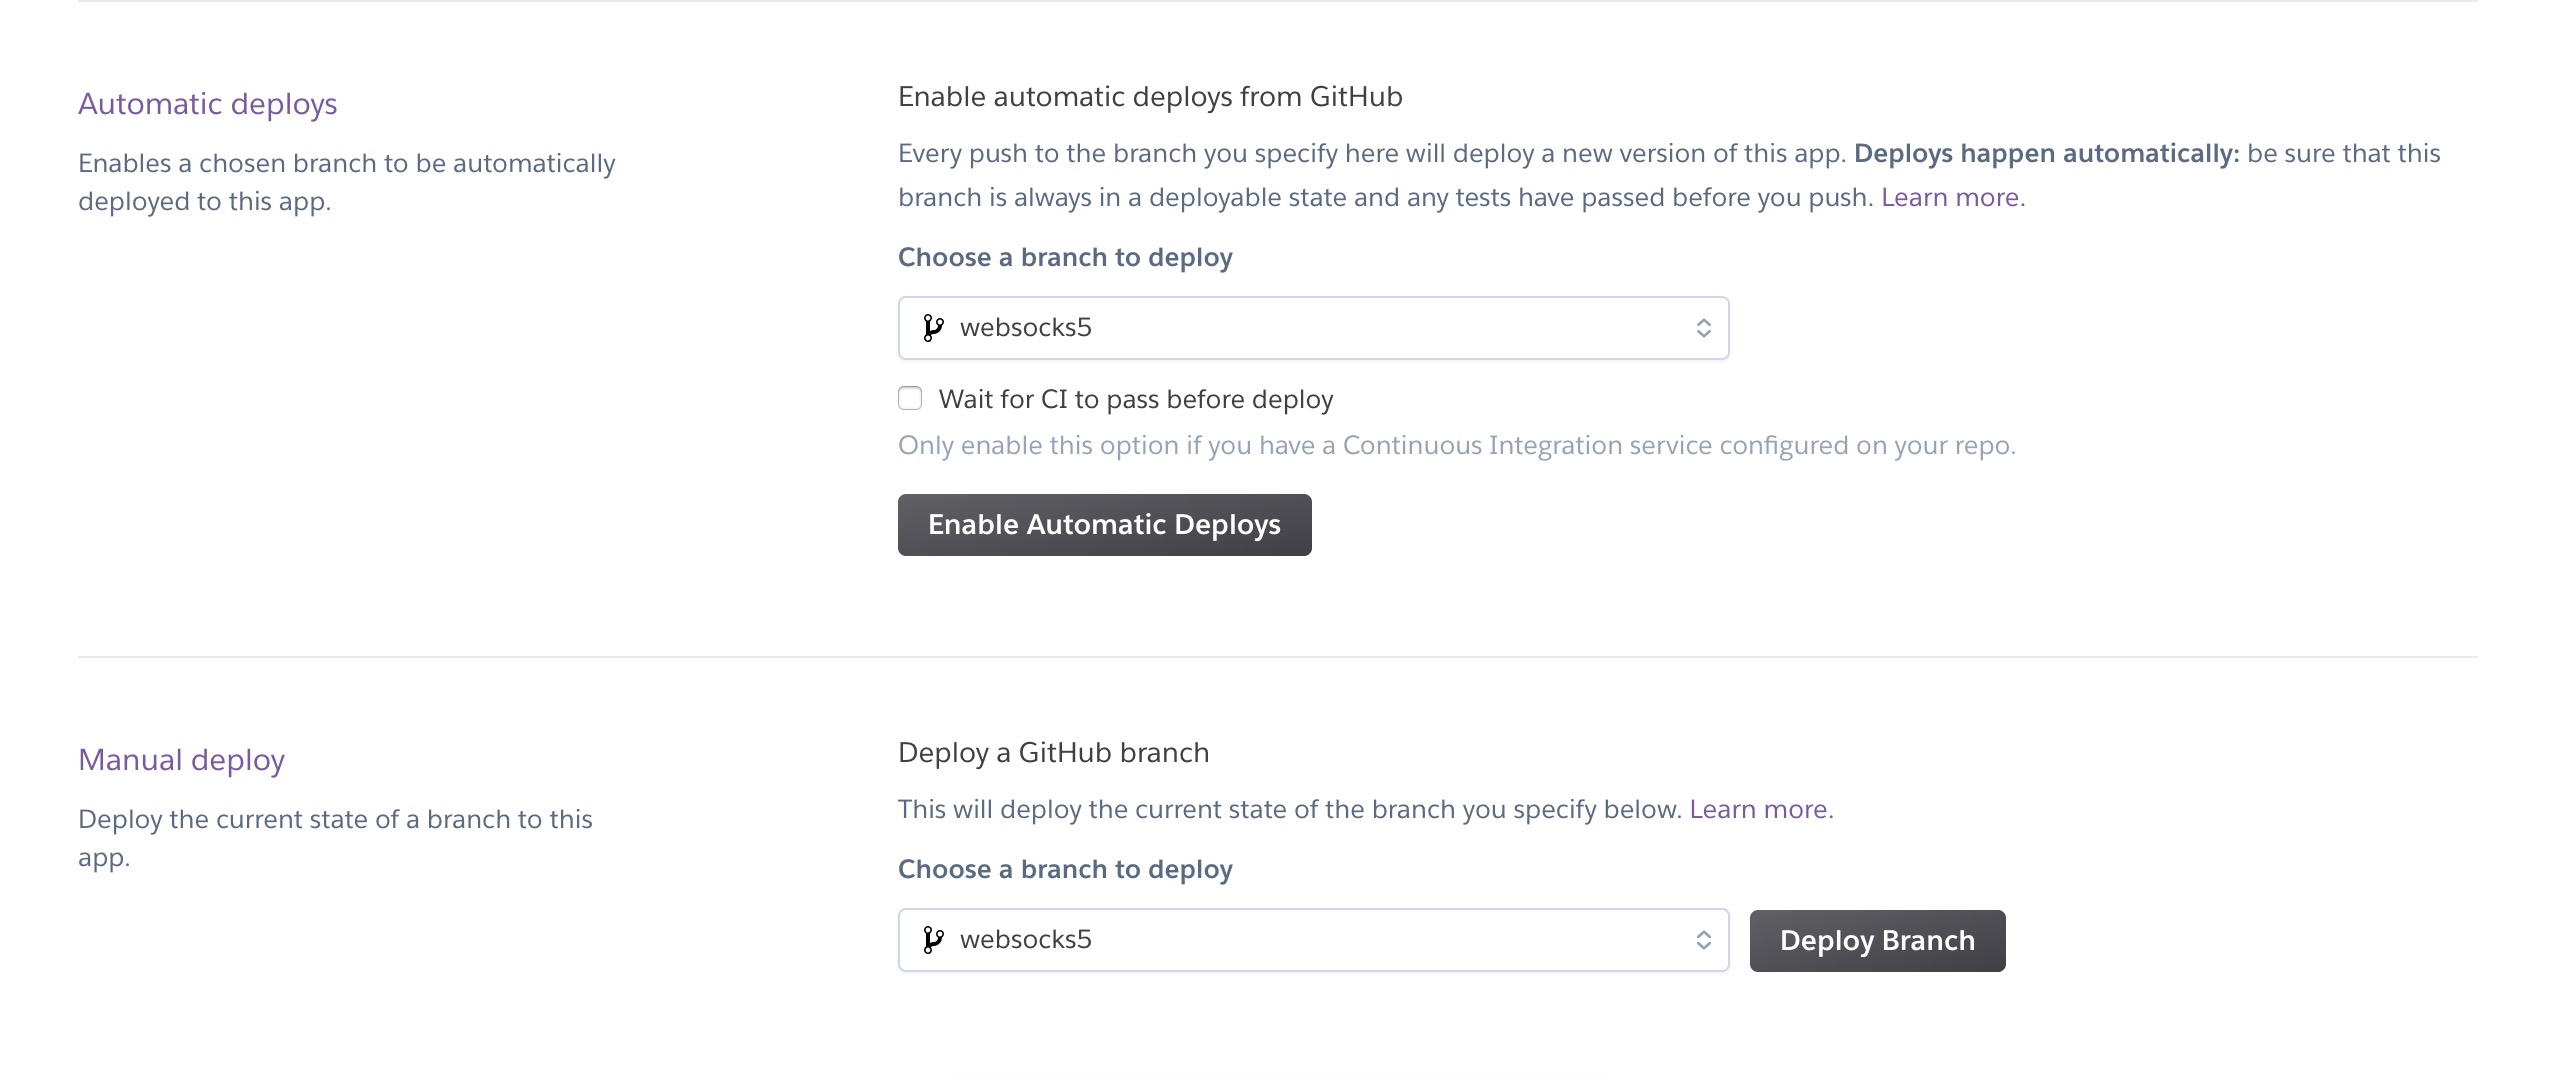 Automatic deploys
Enables a chosen branch to be automatically
deployed to this app.
Enable automatic deploys from GitHub
Every push to the branch you specify here will deploy a new version of this app. Deploys happen automatically: be sure that this
branch is always in a deployable state and any tests have passed before you push. Learn more.
Choose a branch to deploy
websocks5
Wait for CI to pass before deploy
Only enable this option if you have a Continuous Integration service configured on your repo.
Enable Automatic Deploys
Manual deploy
Deploy the current state of a branch to this
app.
Deploy a GitHub branch
This will deploy the current state of the branch you specify below. Learn more.
Choose a branch to deploy
websocks5
Deploy Branch